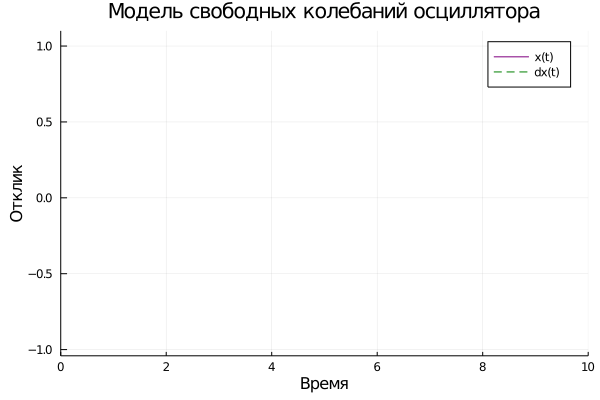 Модель свободных колебаний осциллятора
x(t)
dx(t)
1.0
0.5
0.0
−0.5
−1.0
Отклик
0 2 4 6 8 10
Время